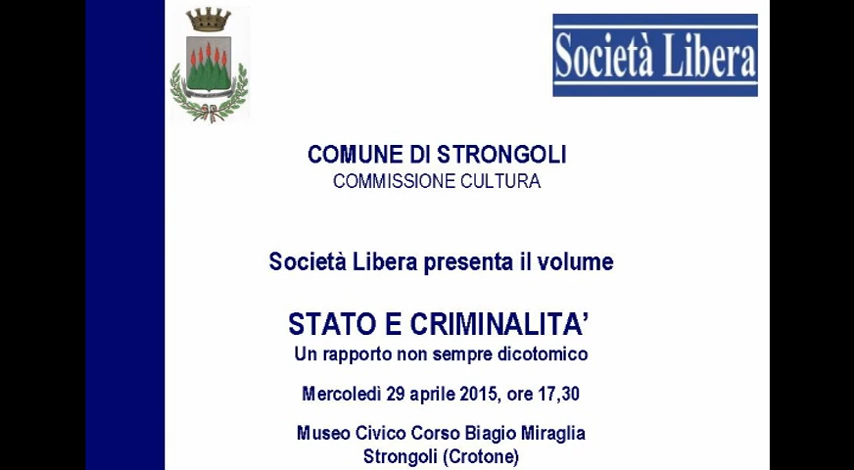 Società Libera
COMUNE DI STRONGOLI
COMMISSIONE CULTURA
Società Libera presenta il volume
STATO E CRIMINALITA'
Un rapporto non sempre dicotomico
Mercoledì 29 aprile 2015, ore 17,30
Museo Civico Corso Biagio Miraglia
Strongoli (Crotone)